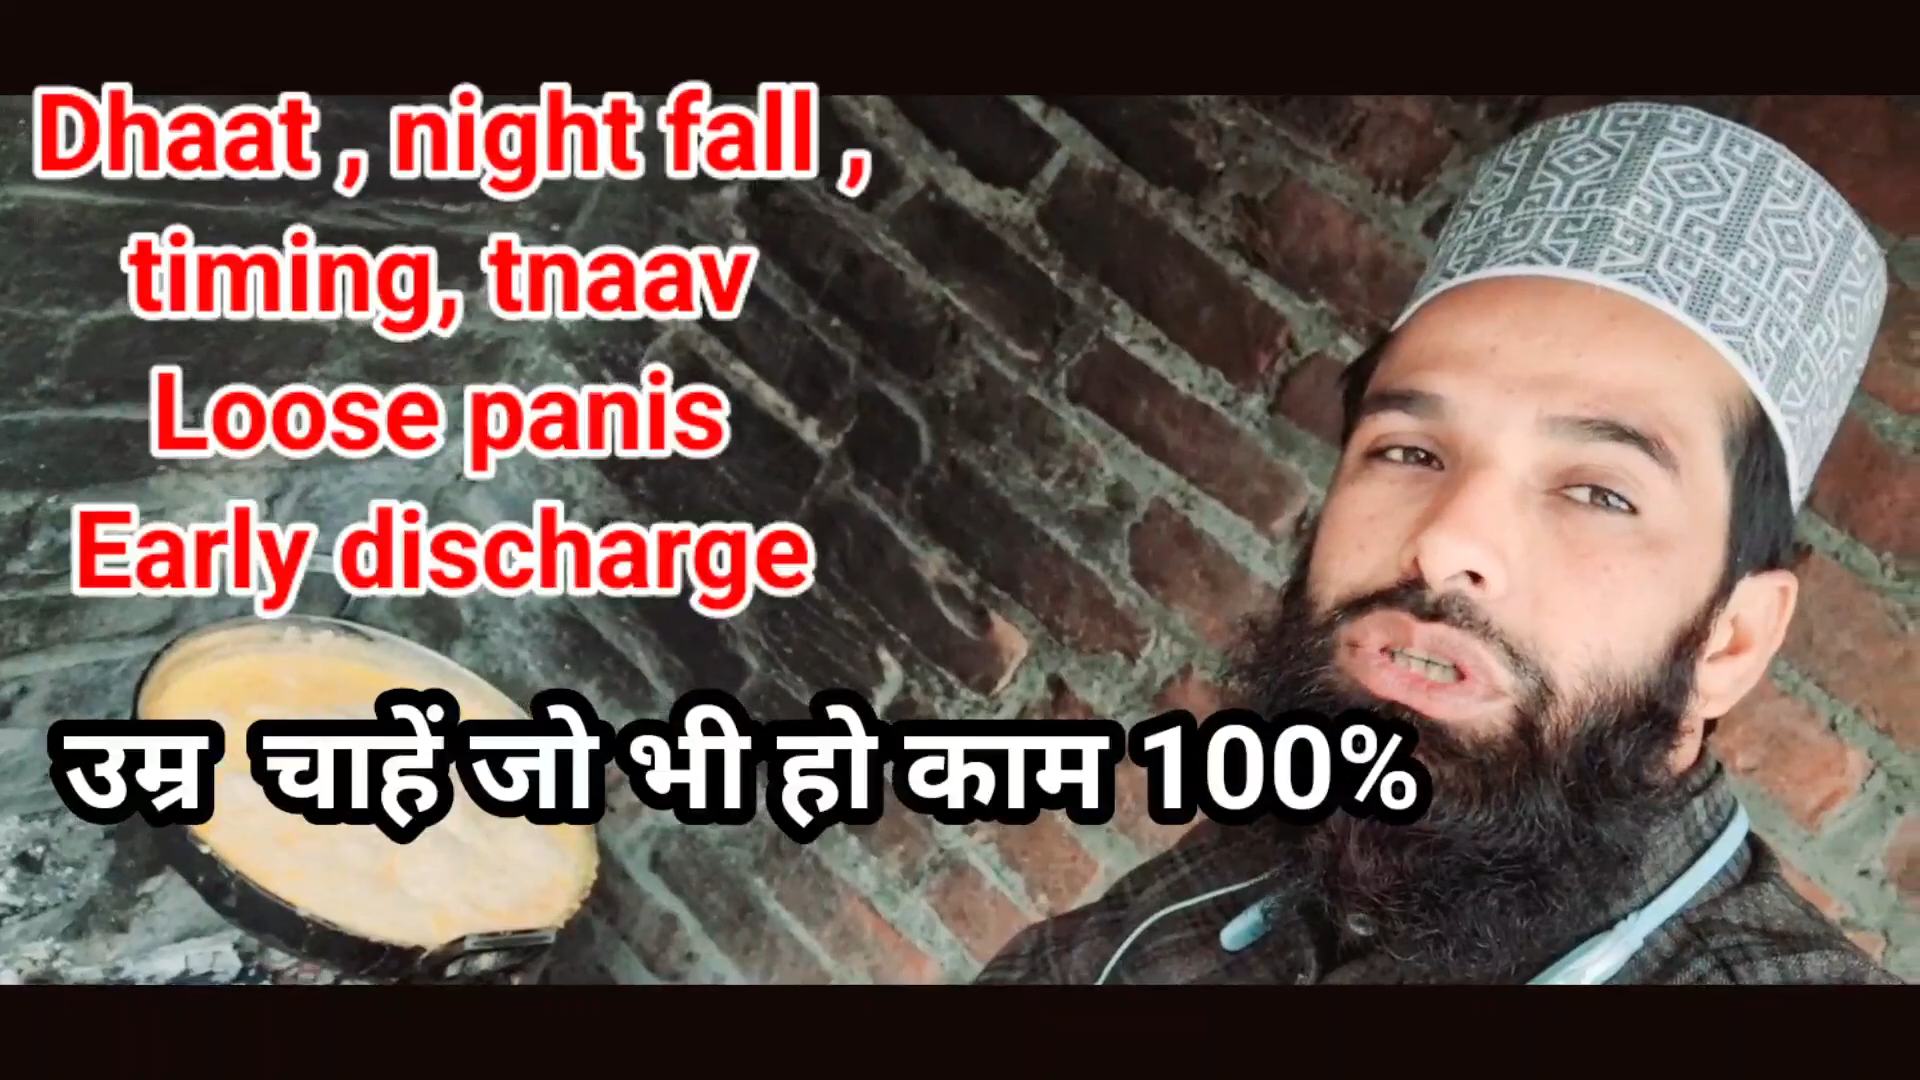 Dhaat , night fall ,
timing, tnaav
Loose panis
Early discharge
उम्र चाहें जो भी हो काम 100%